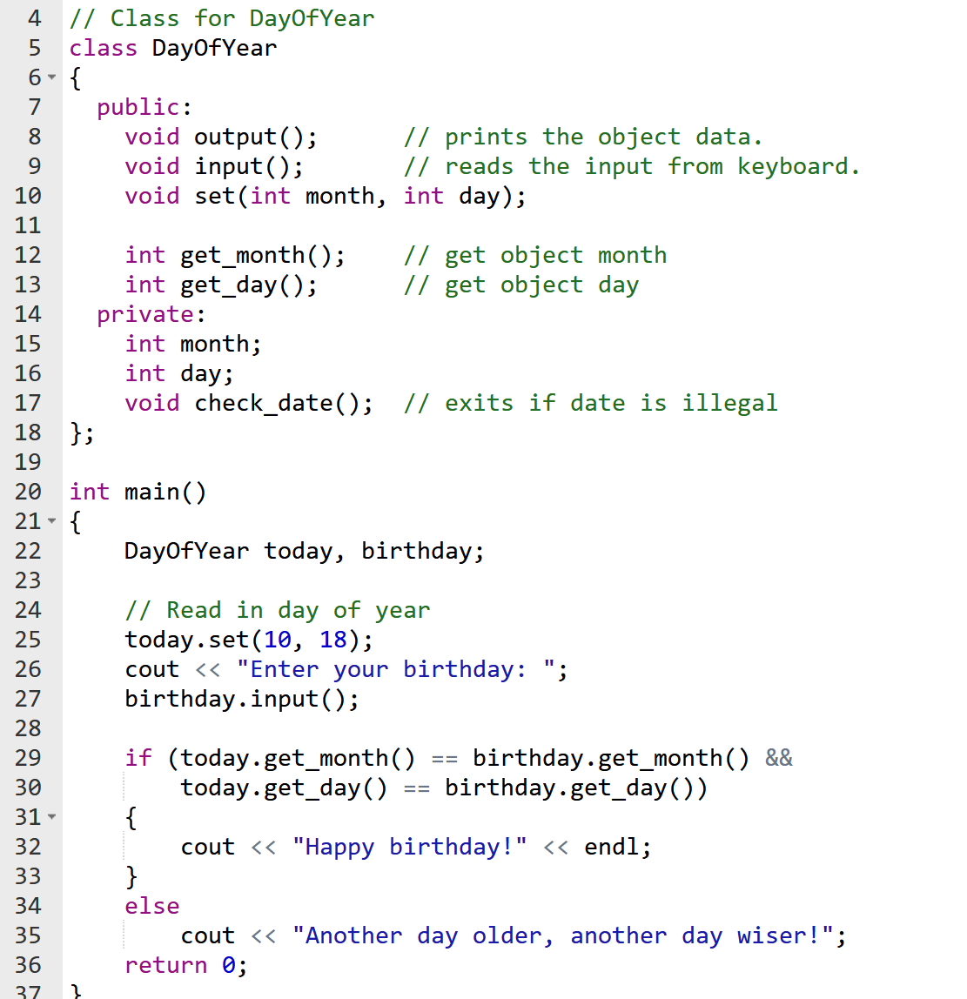 4 // Class for DayOfYear
5 class DayOfYear
6 {
7   public:
8     void output();      // prints the object data.
9     void input();       // reads the input from keyboard.
10     void set(int month, int day);
11
12     int get_month();    // get object month
13     int get_day();      // get object day
14   private:
15     int month;
16     int day;
17     void check_date();  // exits if date is illegal
18 };
19
20 int main()
21 {
22     DayOfYear today, birthday;
23
24     // Read in day of year
25     today.set(10, 18);
26     cout << "Enter your birthday: ";
27     birthday.input();
28
29     if (today.get_month() == birthday.get_month() &&
30         today.get_day() == birthday.get_day())
31     {
32         cout << "Happy birthday!" << endl;
33     }
34     else
35         cout << "Another day older, another day wiser!";
36     return 0;
37 }